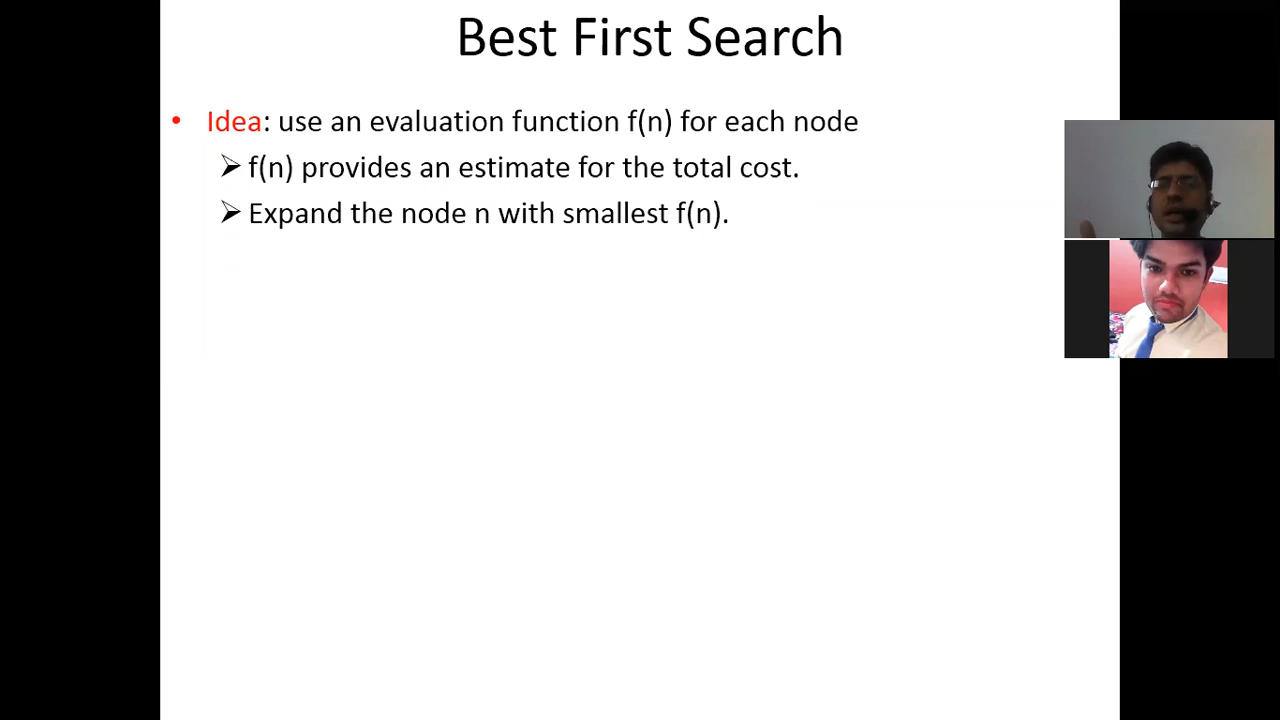 Best First Search
• Idea: use an evaluation function f(n) for each node
➢ f(n) provides an estimate for the total cost.
➢ Expand the node n with smallest f(n).